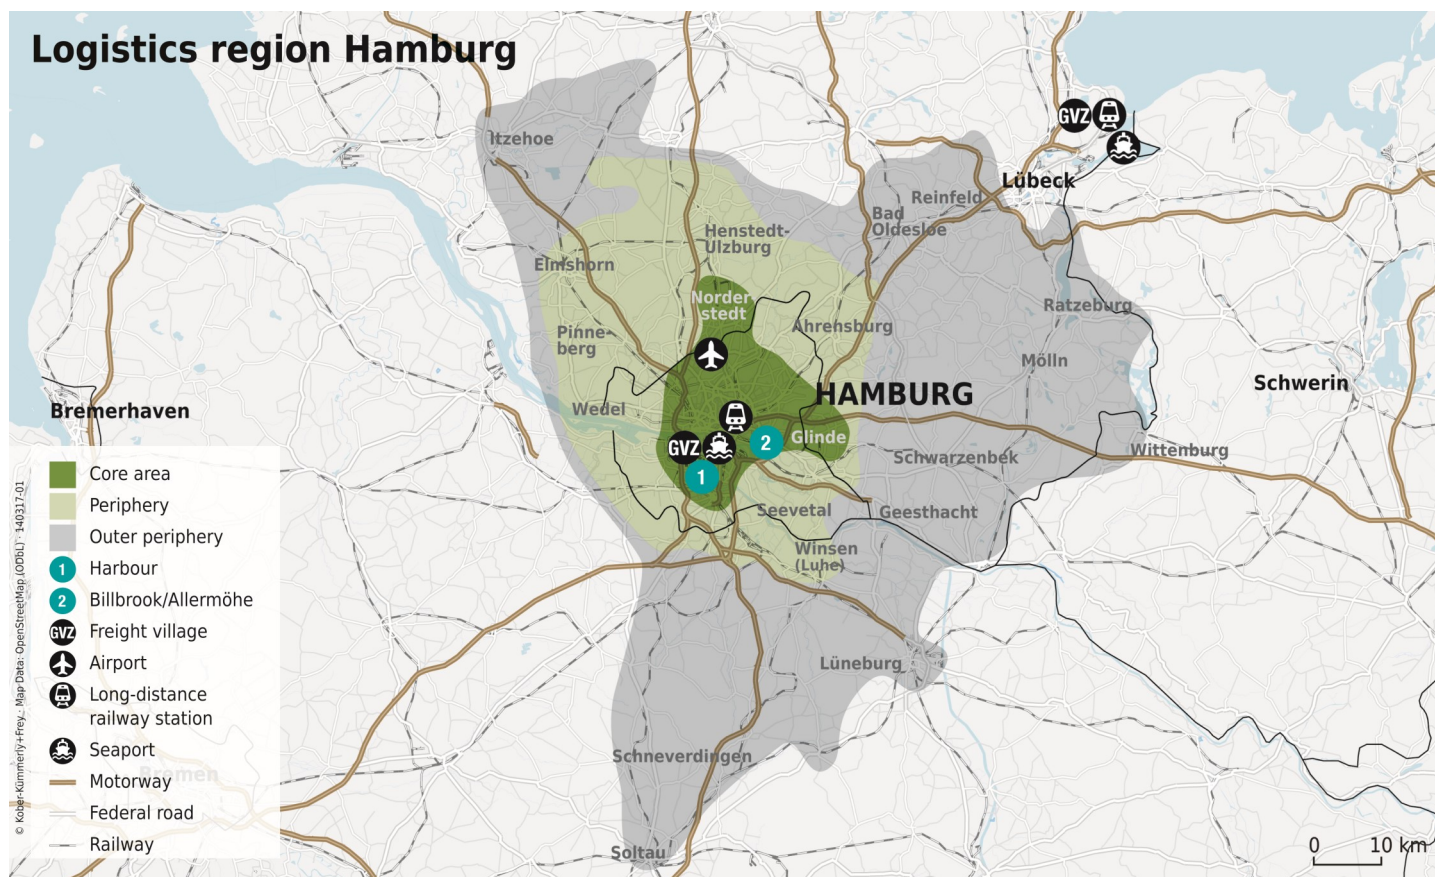 Logistics region Hamburg
Itzehoe
GVZ
Lübeck
Reinfeld
Bad
Oldesloe
Henstedt-
Ulzburg
Elmshorn
Norder-
stedt
Ratzeburg
Pinne-
berg
Ahrensburg
Mölln
HAMBURG
Schwerin
Bremerhaven
Wedel
Glinde
GVZ
2
1
Schwarzenbek
Wittenburg
Seevetal
Geesthacht
Winsen
(Luhe)
Lüneburg
Schneverdingen
Soltau
Bremen
Core area
Periphery
Outer periphery
1 Harbour
2 Billbrook/Allermöhe
GVZ Freight village
Airport
Long-distance
railway station
Seaport
Motorway
Federal road
Railway
© Kober-Kümmerly+Frey · Map Data: OpenStreetMap (ODbL) · 1403117-01
0 10 km